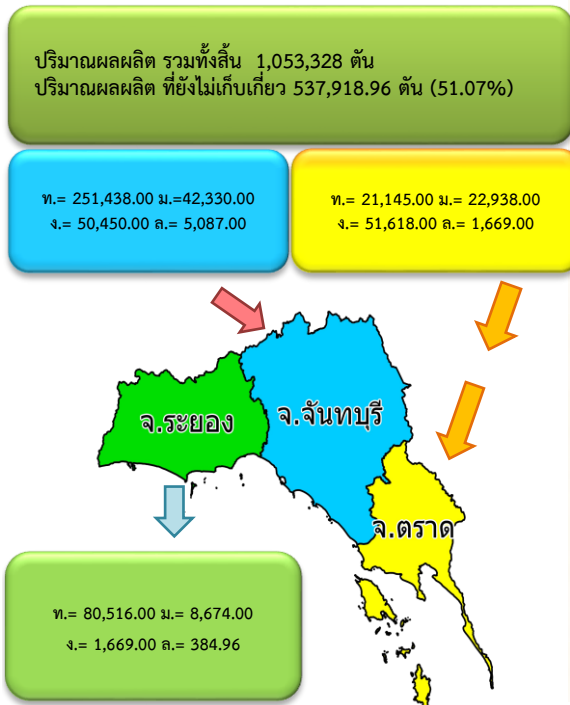 ปริมาณผลผลิต รวมทั้งสิ้น 1,053,328 ตัน
ปริมาณผลผลิต ที่ยังไม่เก็บเกี่ยว 537,918.96 ตัน (51.07%)
ท.= 251,438.00 ม.=42,330.00
ง.= 50,450.00 ล.= 5,087.00
ท.= 21,145.00 ม.= 22,938.00
ง.= 51,618.00 ล.= 1,669.00
จ.ระยอง
จ.จันทบุรี
จ.ตราด
ท.= 80,516.00 ม.= 8,674.00
ง.= 1,669.00 ล.= 384.96